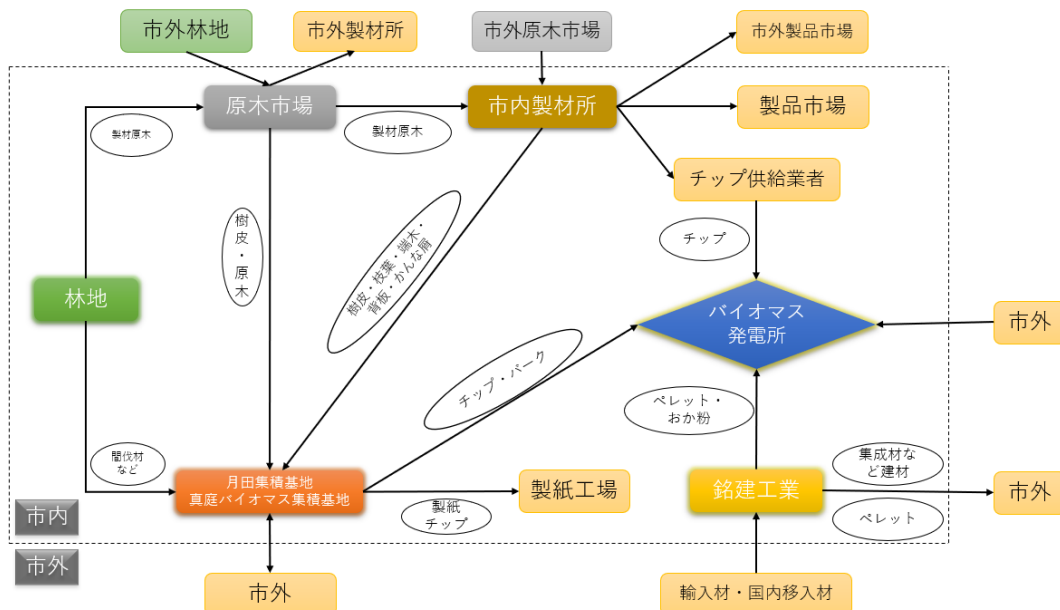 市外林地
市外製材所
市外原木市場
市外製品市場
原木市場
製材原木
市内製材所
製品市場
製材原木
チップ供給業者
樹皮・原木
樹皮・枝葉・端木・
背板・かんな屑
チップ
林地
バイオマス
発電所
市外
チップ・バーク
ペレット・
おか粉
間伐材
など
月田集積基地
真庭バイオマス集積基地
製紙
チップ
製紙工場
銘建工業
集成材な
ど建材
ペレット
市外
市内
市外
市外
輸入材・国内移入材